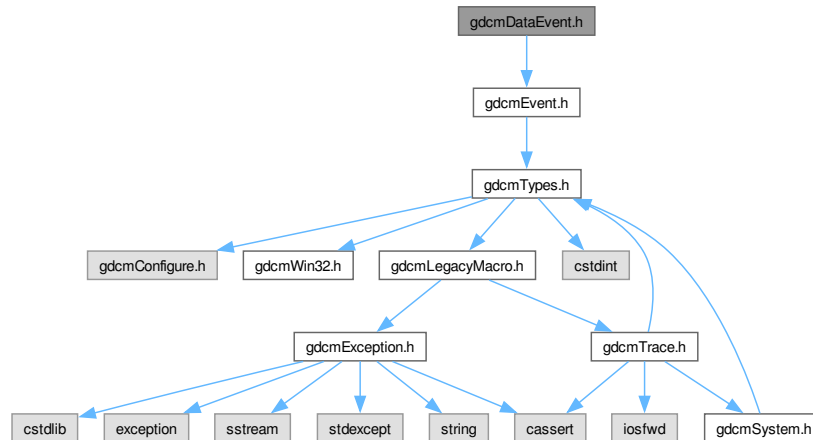 gdcmDataEvent.h
gdcmEvent.h
gdcmTypes.h
gdcmConfigure.h
gdcmWin32.h
gdcmLegacyMacro.h
cstdint
gdcmException.h
gdcmTrace.h
cstdlib
exception
sstream
stdexcept
string
cassert
iosfwd
gdcmSystem.h